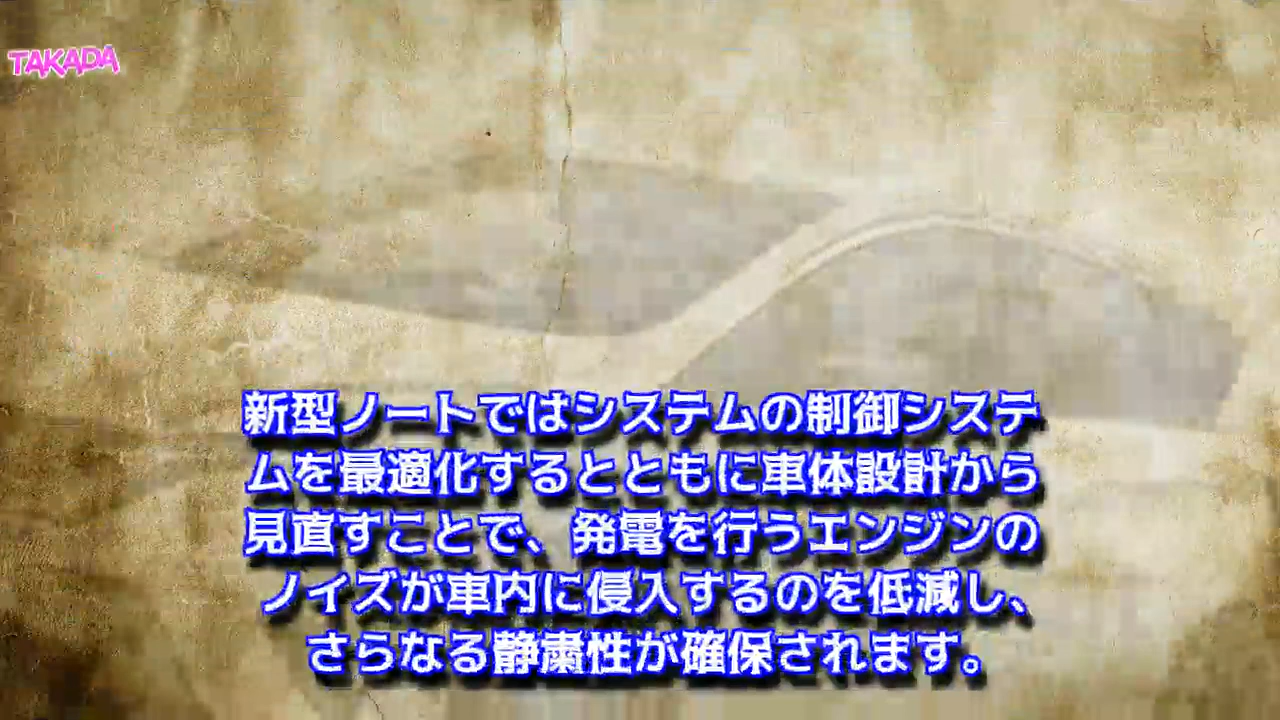 TAKADA
新型ノートではシステムの制御システ
ムを最適化するとともに車体設計から
見直すことで、発電を行うエンジンの
ノイズが車内に侵入するのを低減し、
さらなる静粛性が確保されます。